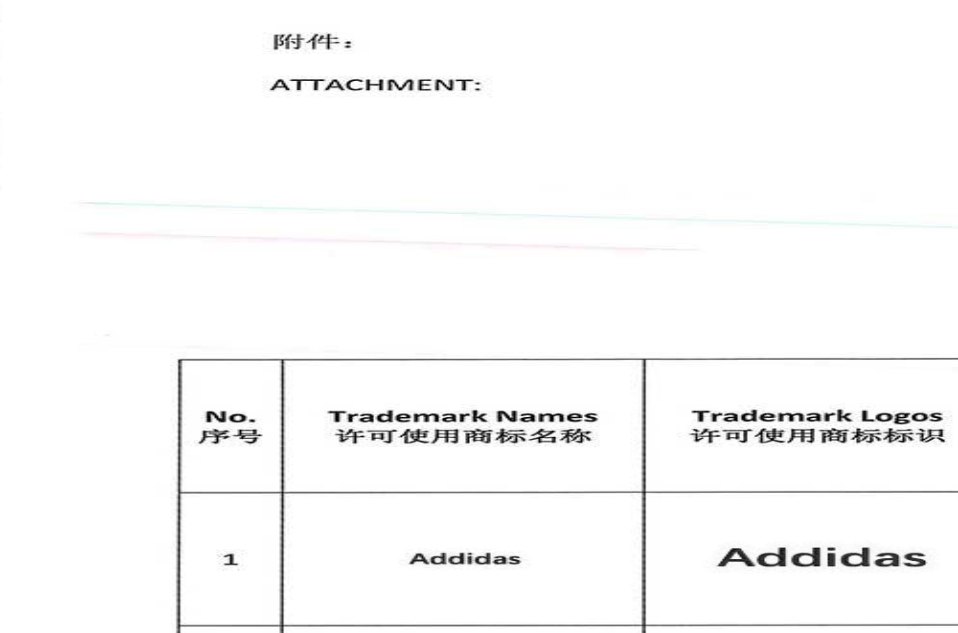 附件：
ATTACHMENT:
No.
序号
Trademark Names
许可使用商标名称
Trademark Logos
许可使用商标标识
1
Addidas
Addidas